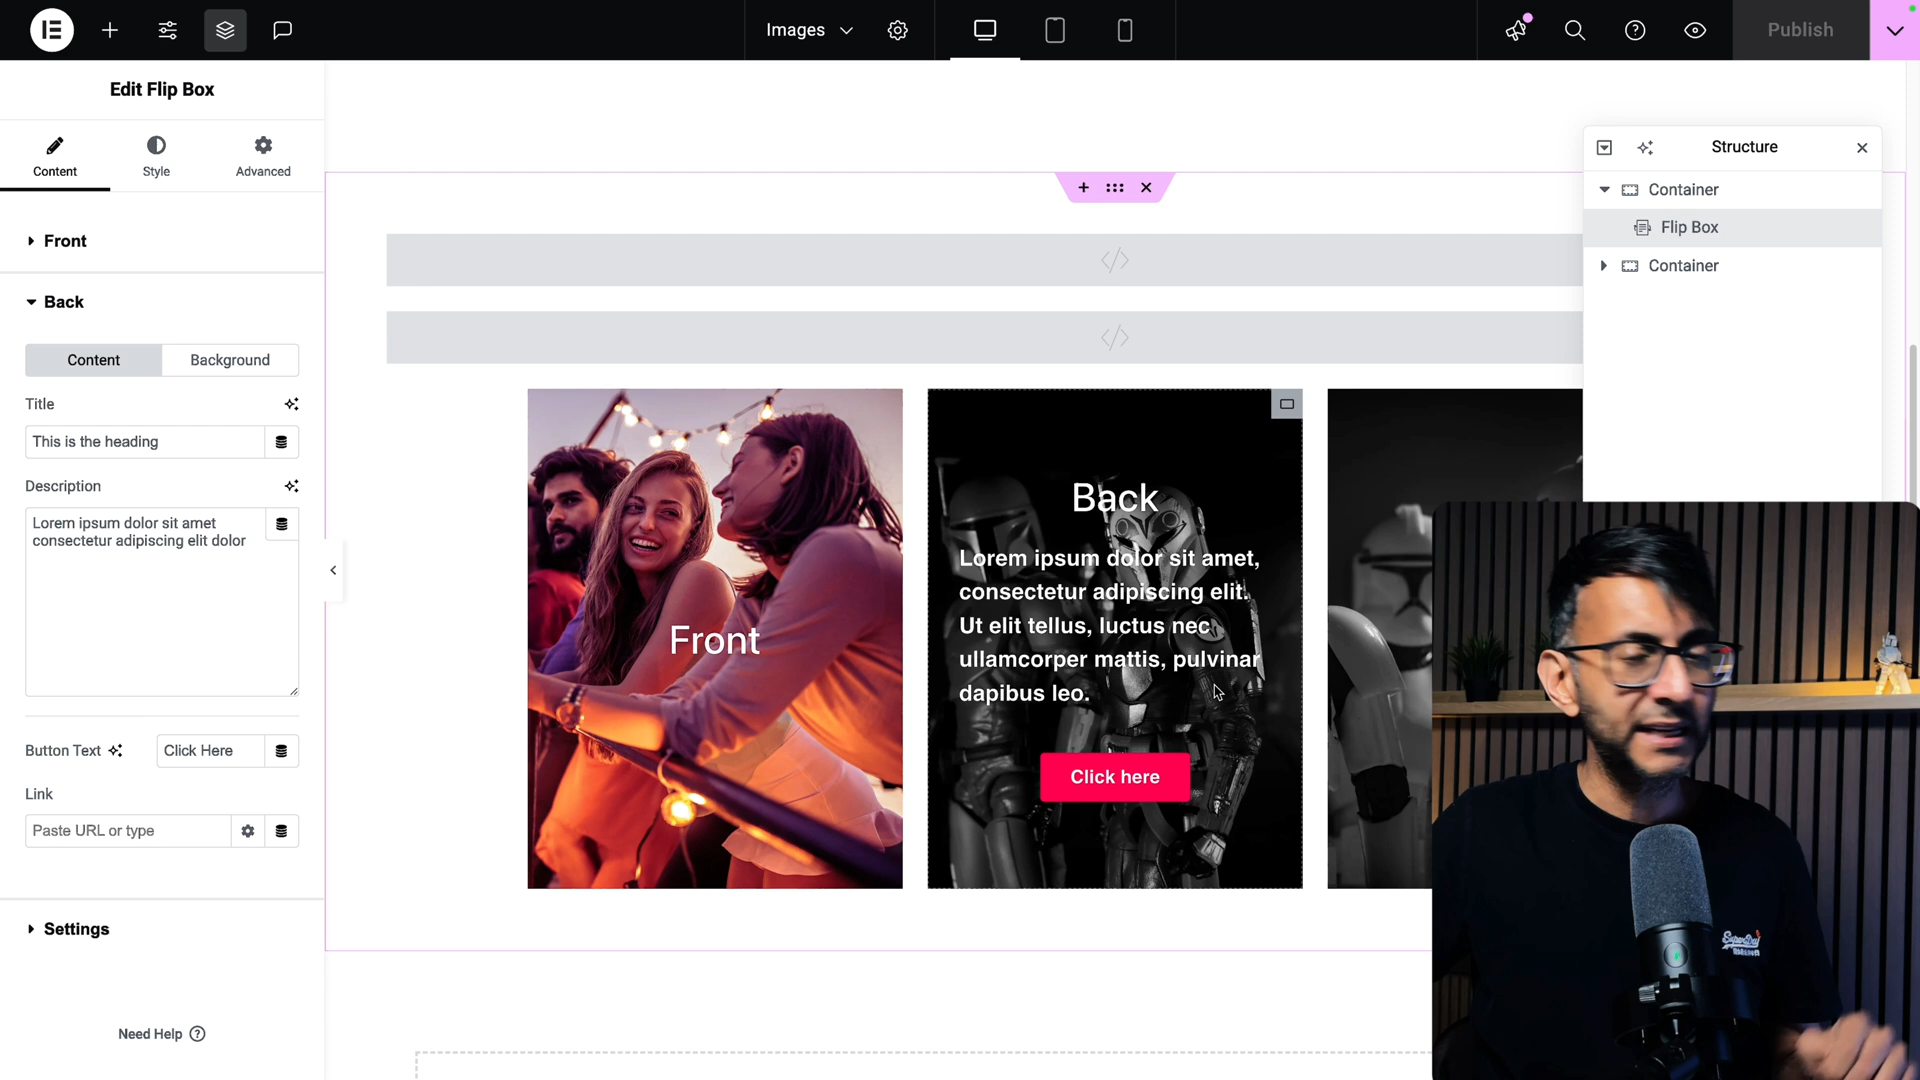 Images
Publish
Edit Flip Box
Content
Style
Advanced
Front
Back
Content
Background
Title
This is the heading
Description
Lorem ipsum dolor sit amet
consectetur adipiscing elit dolor
Button Text
Click Here
Link
Paste URL or type
Settings
Need Help
Front
Back
Lorem ipsum dolor sit amet,
consectetur adipiscing elit.
Ut elit tellus, luctus nec
ullamcorper mattis, pulvinar
dapibus leo.
Click here
Structure
Container
Flip Box
Container